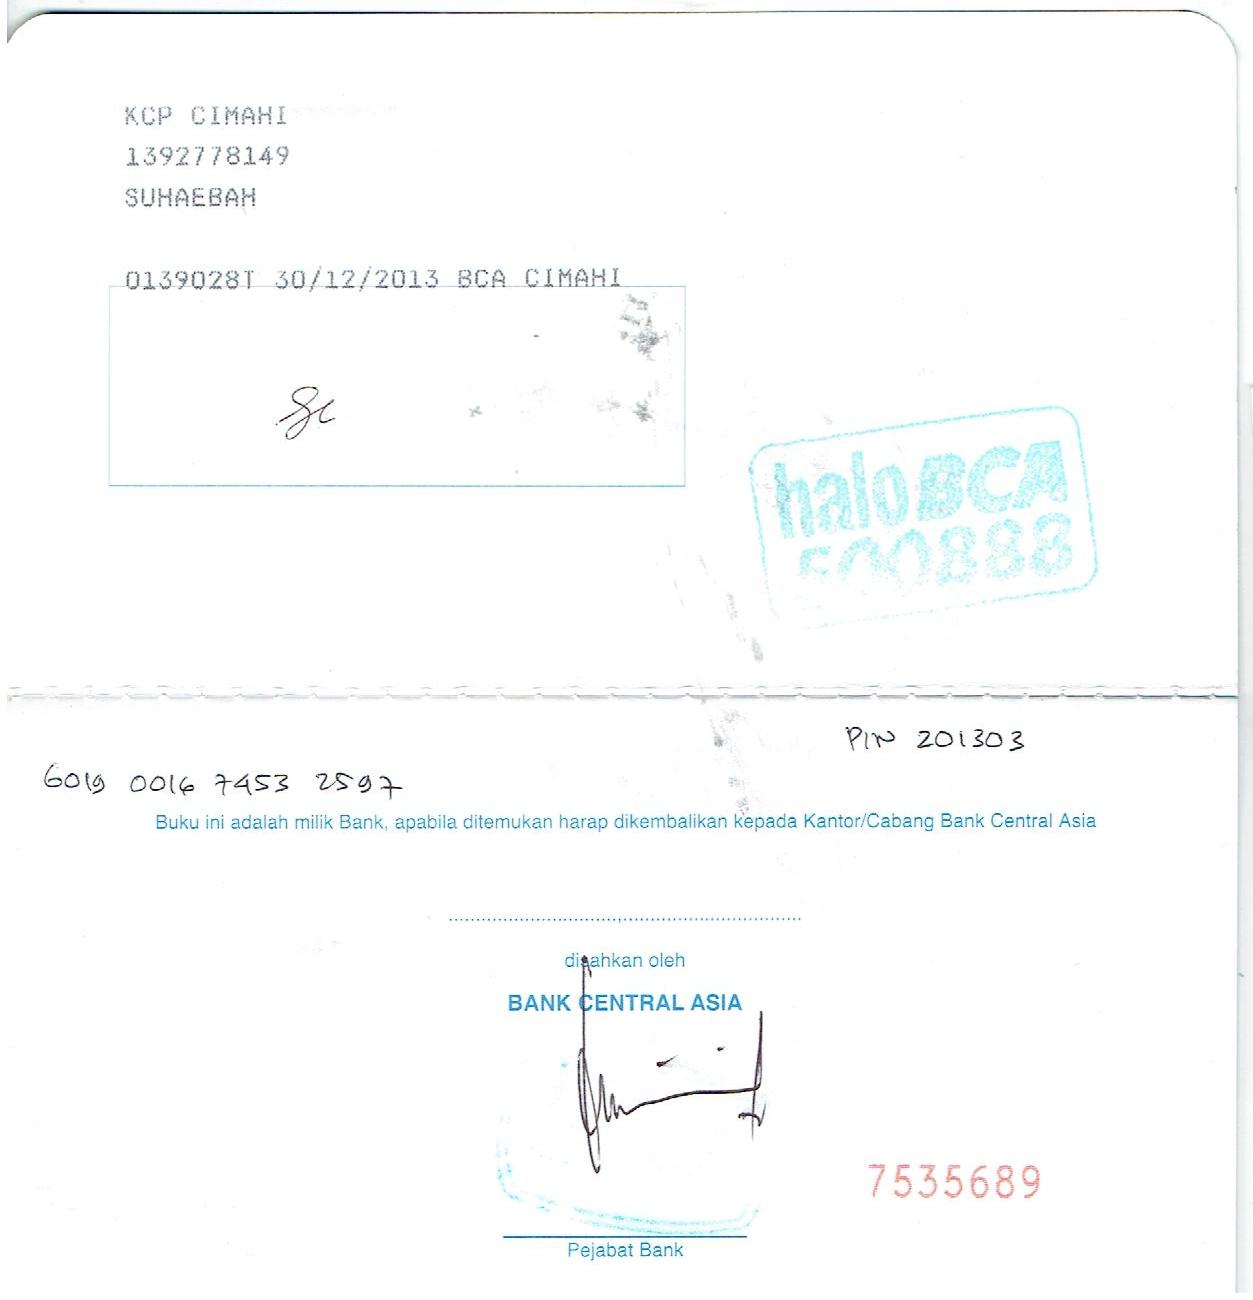 KCP CIMAHI
1392778149
SUHAEBAH
0139028T 30/12/2013 BCA CIMAHI
haloBCA
500888
PIN 201303
6019 0016 7453 2597
Buku ini adalah milik Bank, apabila ditemukan harap dikembalikan kepada Kantor/Cabang Bank Central Asia
disahkan oleh
BANK CENTRAL ASIA
7535689
Pejabat Bank